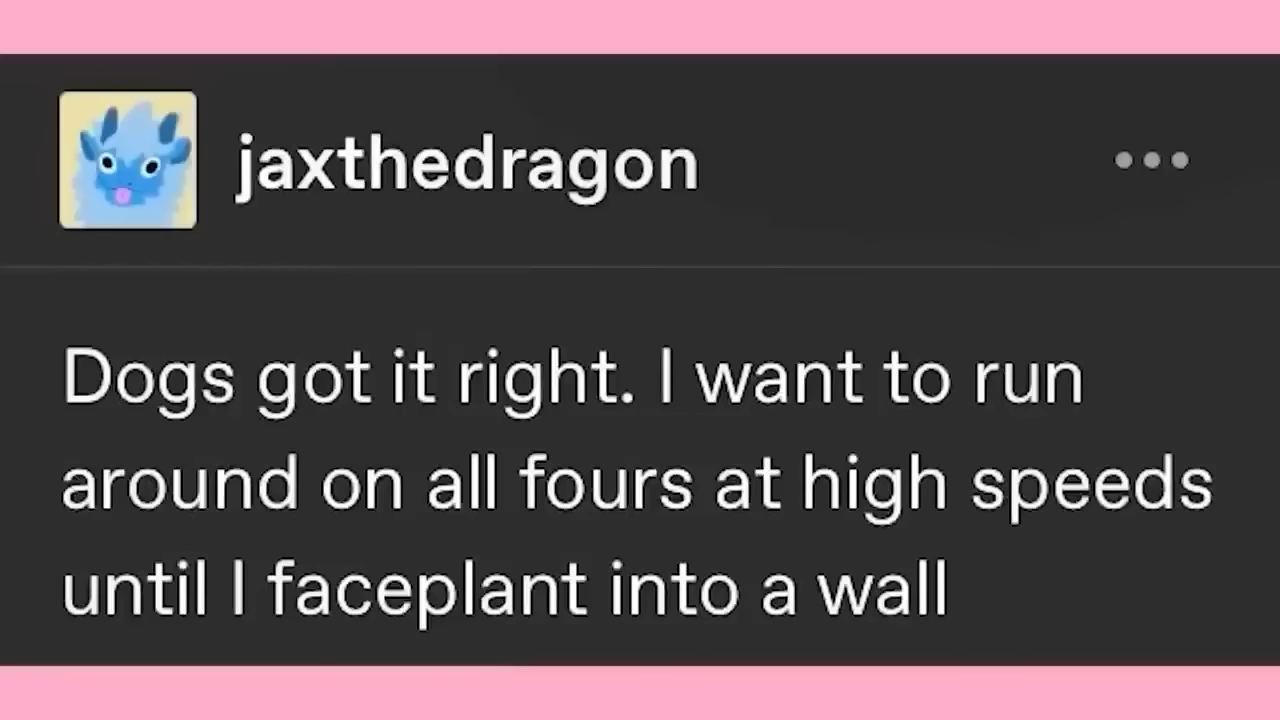 jaxthedragon
Dogs got it right. I want to run
around on all fours at high speeds
until I faceplant into a wall